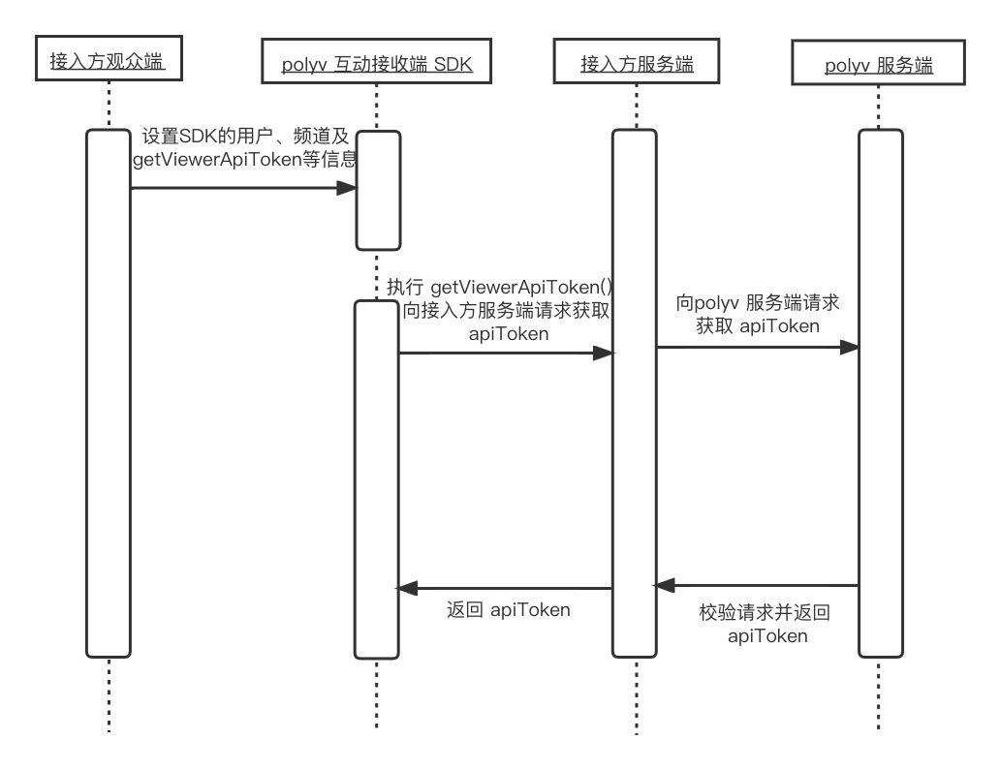 接入方观众端
polyv 互动接收端 SDK
接入方服务端
polyv 服务端
设置SDK的用户、频道及
getViewerApiToken等信息
执行 getViewerApiToken()
向接入方服务端请求获取
apiToken
向polyv 服务端请求
获取 apiToken
返回 apiToken
校验请求并返回
apiToken